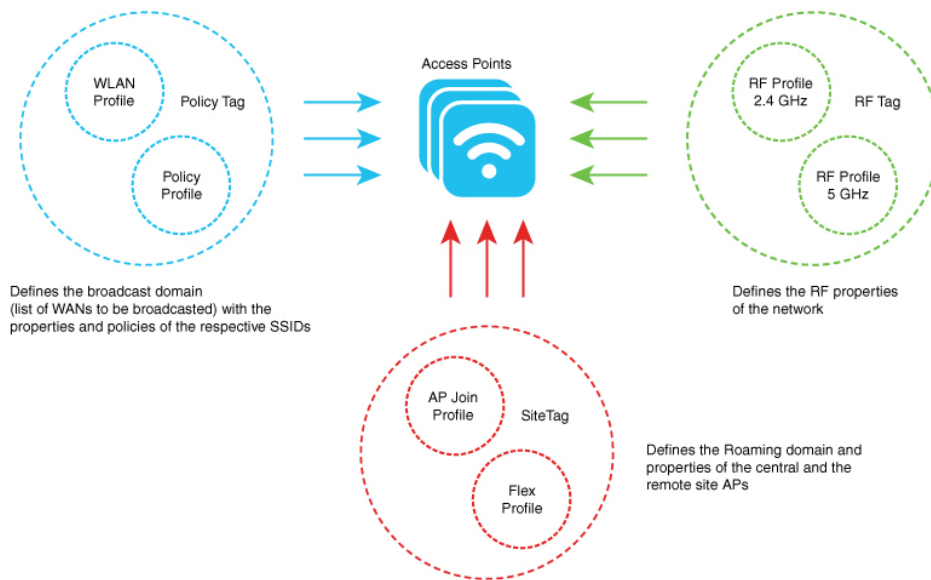 Access Points
WLAN
Profile
Policy Tag
Policy
Profile
RF Profile
2.4 GHz
RF Tag
RF Profile
5 GHz
Defines the broadcast domain
(list of WANs to be broadcasted) with the
properties and policies of the respective SSIDs
Defines the RF properties
of the network
AP Join
Profile
SiteTag
Flex
Profile
Defines the Roaming domain and
properties of the central and the
remote site APs